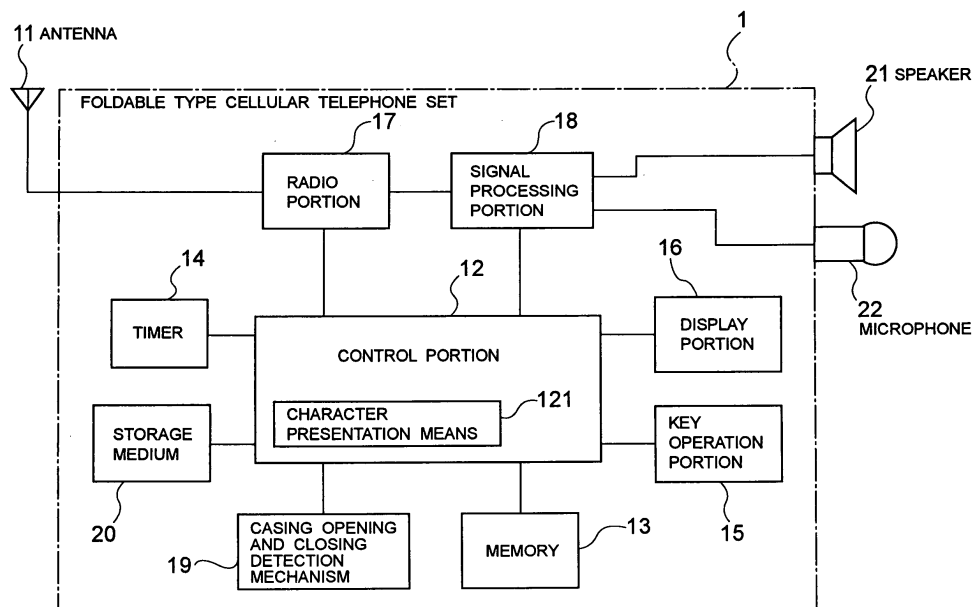 11 ANTENNA
1
21 SPEAKER
FOLDABLE TYPE CELLULAR TELEPHONE SET
17
18
RADIO
PORTION
SIGNAL
PROCESSING
PORTION
14
12
16
22
MICROPHONE
TIMER
CONTROL PORTION
DISPLAY
PORTION
CHARACTER
PRESENTATION MEANS
121
STORAGE
MEDIUM
KEY
OPERATION
PORTION
20
19
CASING OPENING
AND CLOSING
DETECTION
MECHANISM
MEMORY
13
15